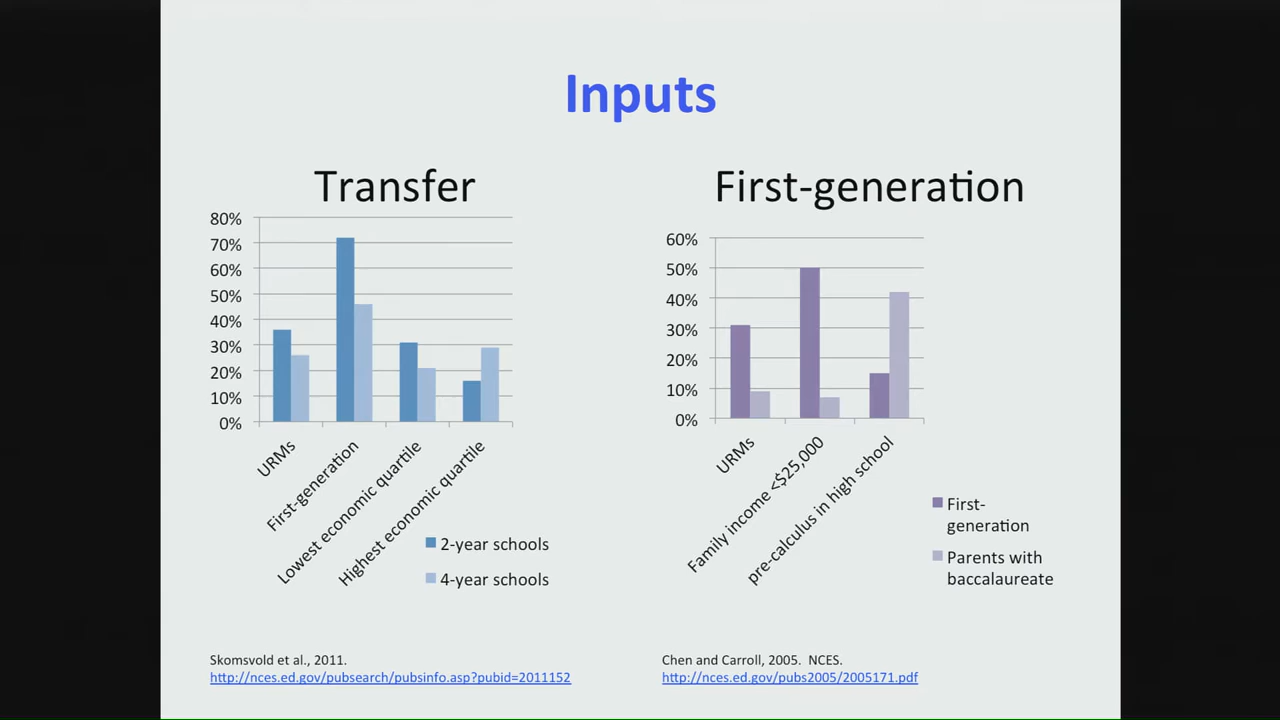 Inputs
Transfer
80%
70%
60%
50%
40%
30%
20%
10%
0%
URMs
First-generation
Lowest economic quartile
Highest economic quartile
2-year schools
4-year schools
Skomsvold et al., 2011.
http://nces.ed.gov/pubsearch/pubsinfo.asp?pubid=2011152
First-generation
60%
50%
40%
30%
20%
10%
0%
URMs
Family income <$25,000
pre-calculus in high school
First-
generation
Parents with
baccalaureate
Chen and Carroll, 2005. NCES.
http://nces.ed.gov/pubs2005/2005171.pdf